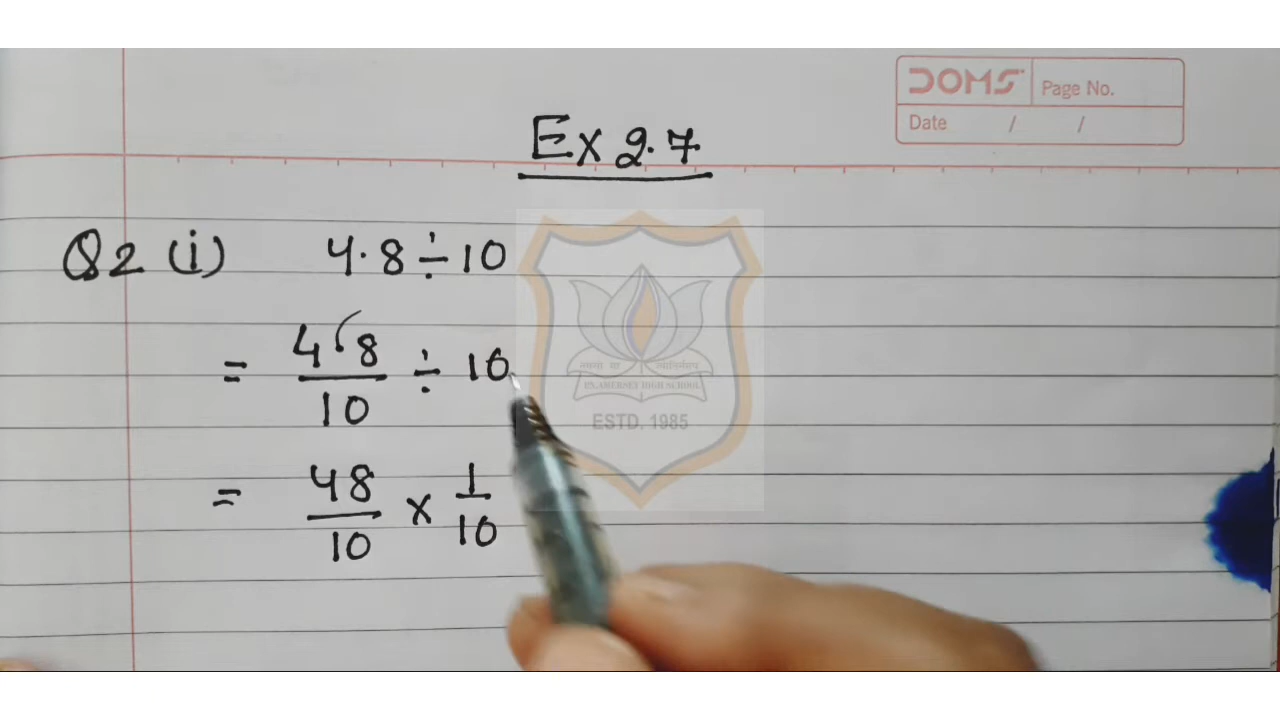 DOMS Page No.
Date / /
Ex 2.7
Q2 (i) 4.8 ÷ 10
= 48/10 ÷ 10
= 48/10 × 1/10
ESTD. 1985